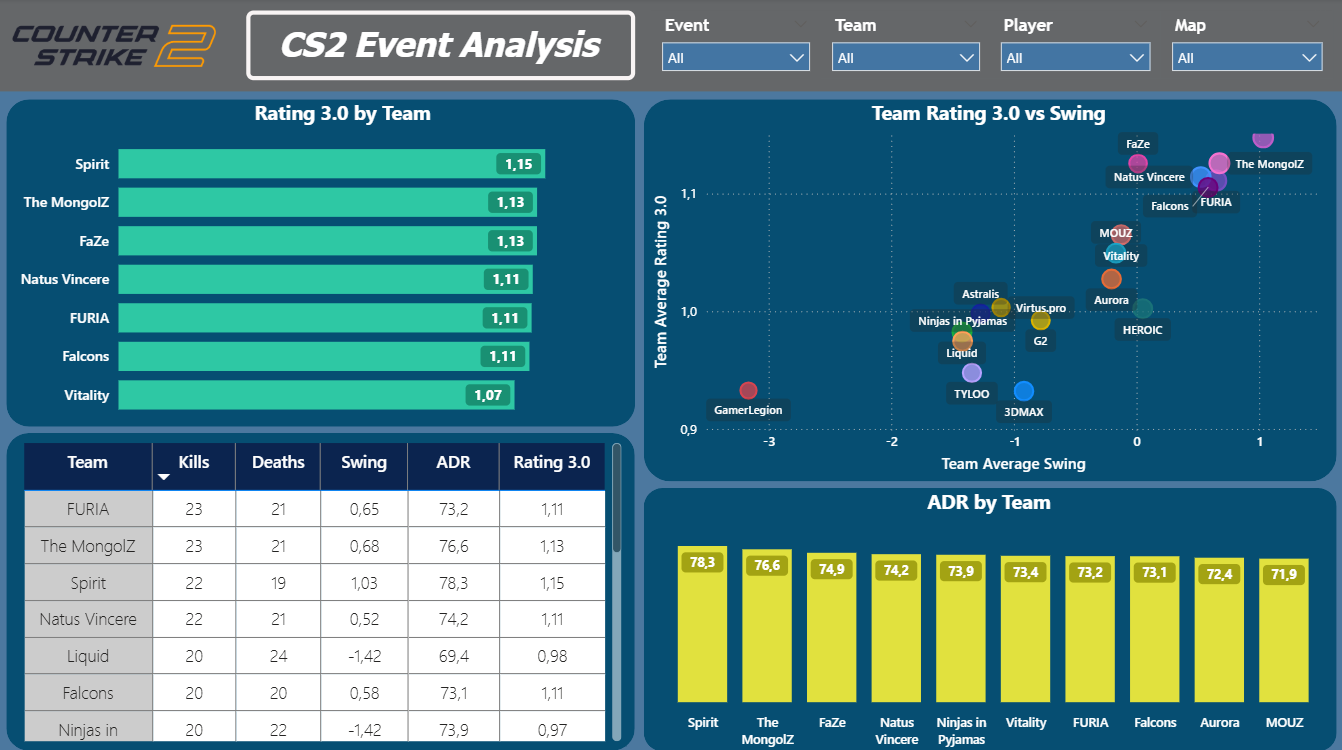 COUNTER
STRIKE 2
CS2 Event Analysis
Event
Team
Player
Map
All
All
All
All
Rating 3.0 by Team
Spirit 1,15
The MongolZ 1,13
FaZe 1,13
Natus Vincere 1,11
FURIA 1,11
Falcons 1,11
Vitality 1,07
Team Rating 3.0 vs Swing
Team Average Rating 3.0
1,1
1,0
0,9
FaZe
The MongolZ
Natus Vincere
Falcons
FURIA
MOUZ
Vitality
Aurora
HEROIC
Astralis
Virtus.pro
Ninjas in Pyjamas
G2
Liquid
TYLOO
3DMAX
GamerLegion
-3 -2 -1 0 1
Team Average Swing
Team Kills Deaths Swing ADR Rating 3.0
FURIA 23 21 0,65 73,2 1,11
The MongolZ 23 21 0,68 76,6 1,13
Spirit 22 19 1,03 78,3 1,15
Natus Vincere 22 21 0,52 74,2 1,11
Liquid 20 24 -1,42 69,4 0,98
Falcons 20 20 0,58 73,1 1,11
Ninjas in 20 22 -1,42 73,9 0,97
ADR by Team
78,3 76,6 74,9 74,2 73,9 73,4 73,2 73,1 72,4 71,9
Spirit The FaZe Natus Ninjas in Vitality FURIA Falcons Aurora MOUZ
MongolZ Vincere Pyjamas